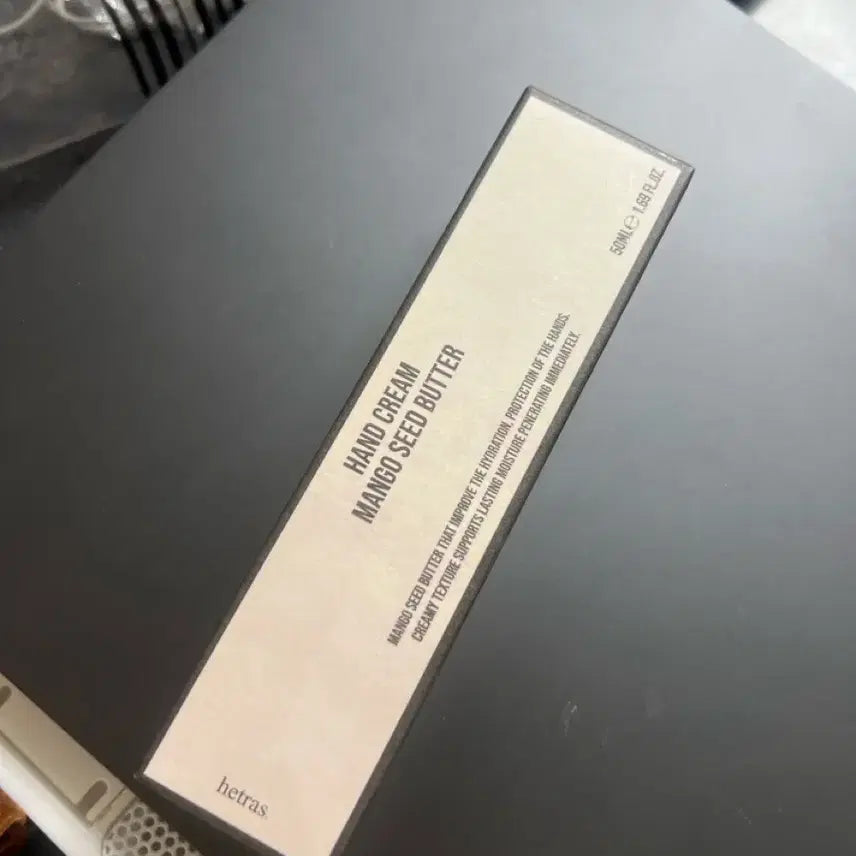 HAND CREAM
MANGO SEED BUTTER
MANGO SEED BUTTER THAT IMPROVE THE HYDRATION, PROTECTION OF THE HANDS.
CREAMY TEXTURE SUPPORTS LASTING MOISTURE PENERATING IMMEDIATELY.
50ML ℮ 1.69 FL.OZ.
hetras.